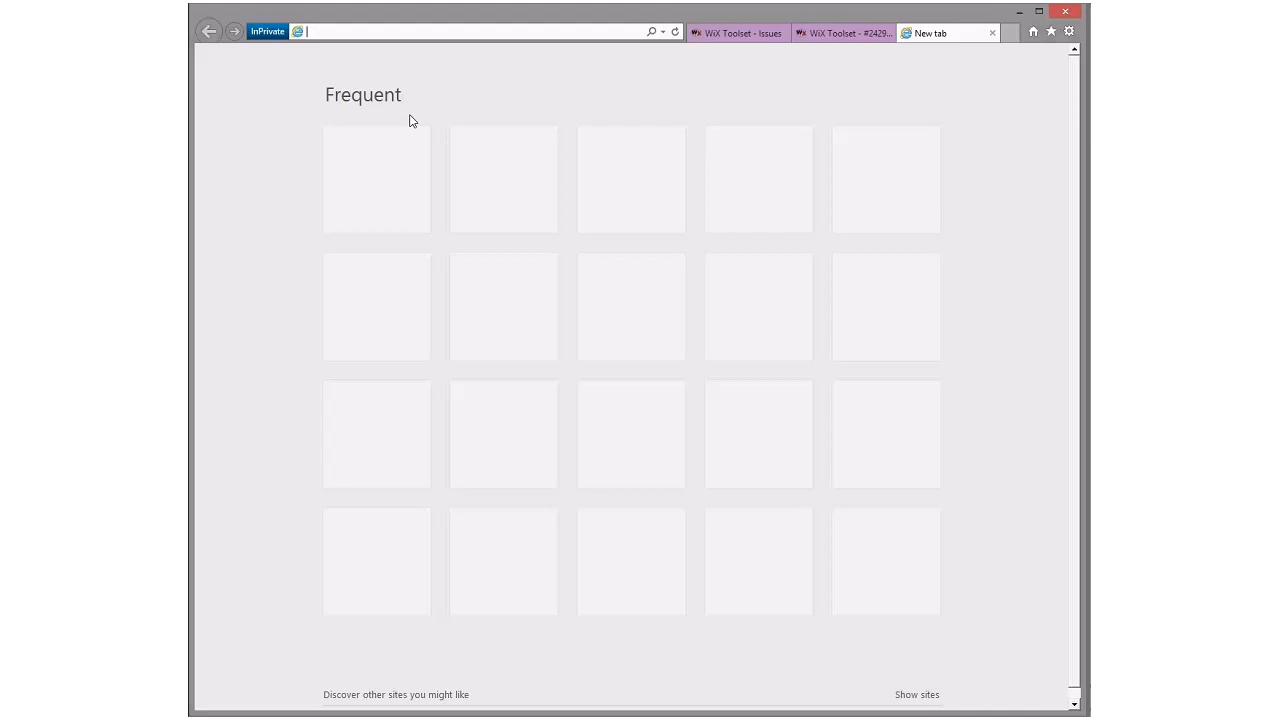 InPrivate
WiX Toolset - Issues
WiX Toolset - #2429...
New tab
Frequent
Discover other sites you might like
Show sites